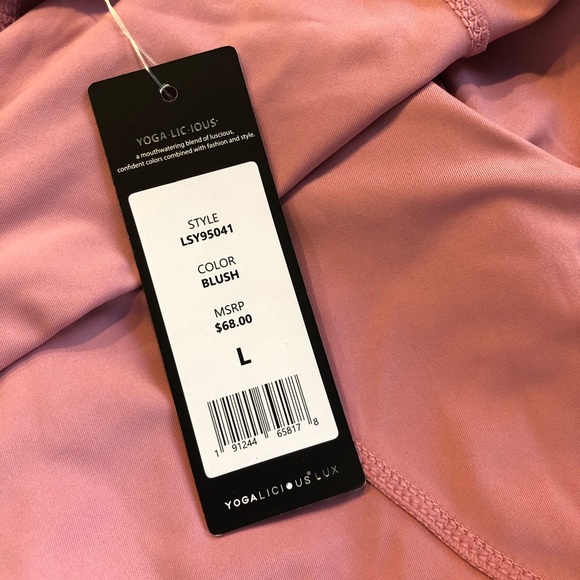 YOGA·LIC·IOUS®
a mouthwatering blend of luscious,
confident colors combined with fashion and style.
STYLE
LSY95041
COLOR
BLUSH
MSRP
$68.00
L
1 91244 65817 8
YOGALICIOUS® LUX